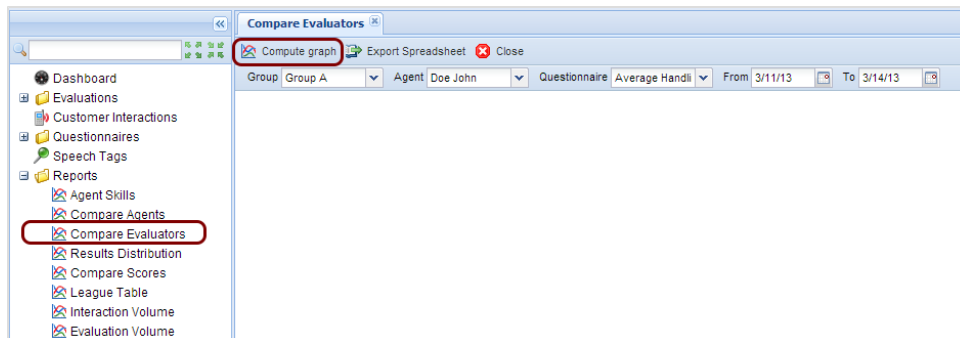 Compare Evaluators
Compute graph Export Spreadsheet Close
Group Group A Agent Doe John Questionnaire Average Handli From 3/11/13 To 3/14/13
Dashboard
Evaluations
Customer Interactions
Questionnaires
Speech Tags
Reports
Agent Skills
Compare Agents
Compare Evaluators
Results Distribution
Compare Scores
League Table
Interaction Volume
Evaluation Volume